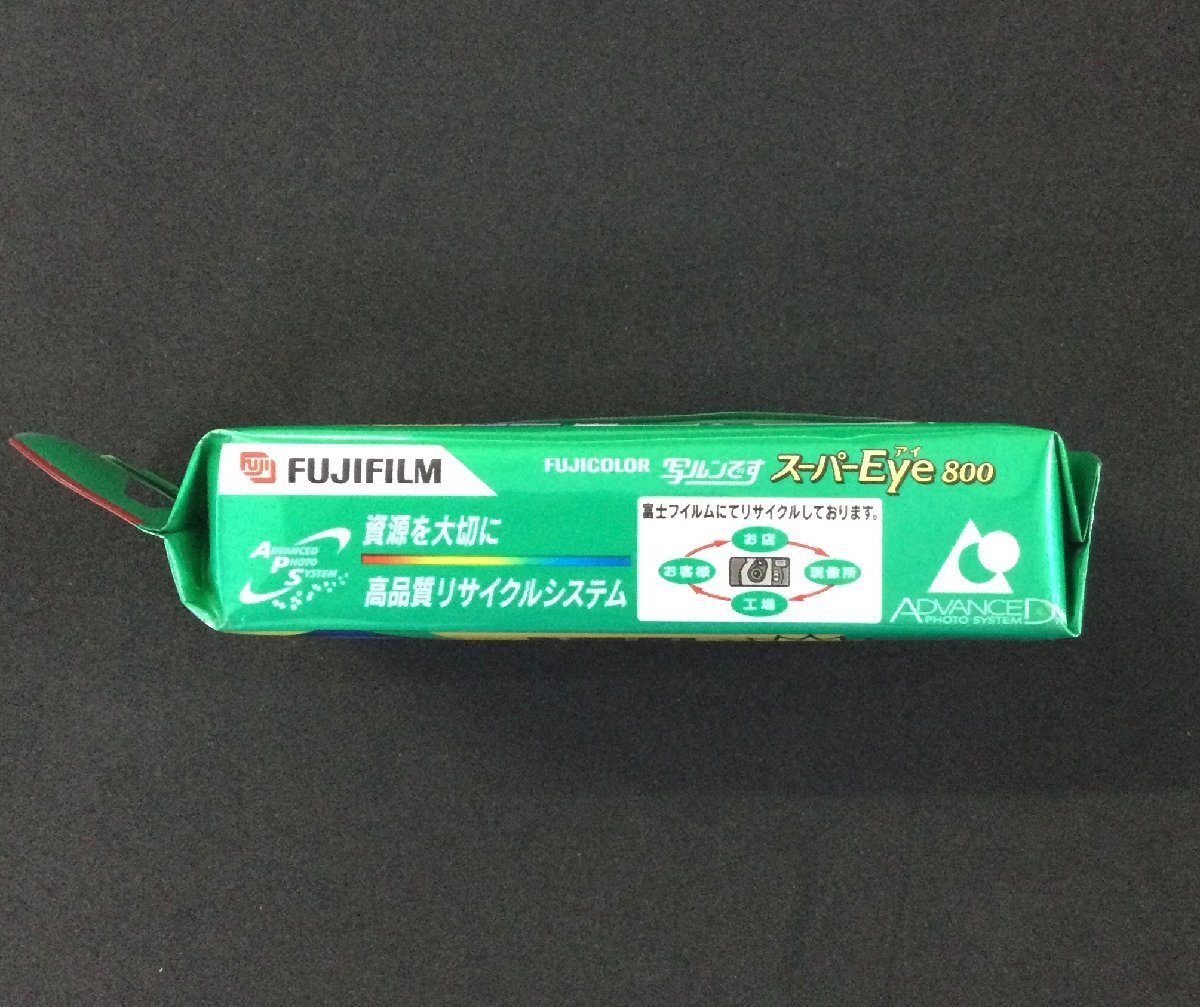 FUJI FUJIFILM
FUJICOLOR 写ルンです スーパーEye アイ 800
ADVANCED
PHOTO
SYSTEM
資源を大切に
高品質リサイクルシステム
富士フイルムにてリサイクルしております。
お店
お客様
現像所
工場
ADVANCED
PHOTO SYSTEM